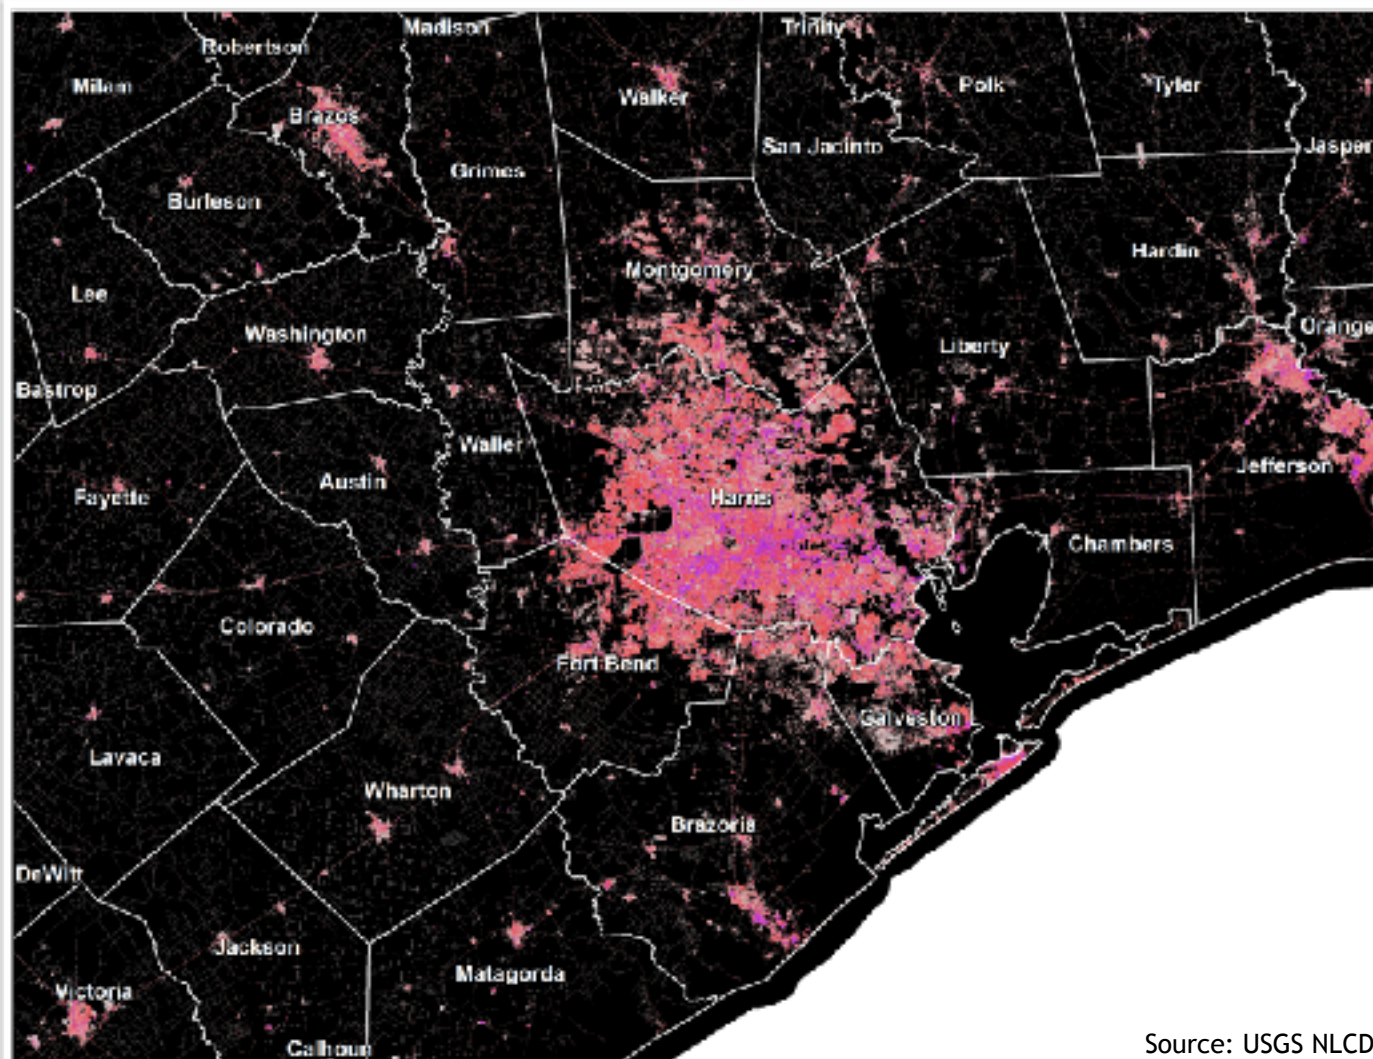 Madison
Trinity
Robertson
Milam
Walker
Polk
Tyler
Brazos
San Jacinto
Jasper
Grimes
Burleson
Hardin
Montgomery
Lee
Washington
Orange
Liberty
Bastrop
Waller
Austin
Jefferson
Fayette
Harris
Chambers
Colorado
Fort Bend
Galveston
Lavaca
Wharton
Brazoria
DeWitt
Jackson
Matagorda
Victoria
Calhoun
Source: USGS NLCD